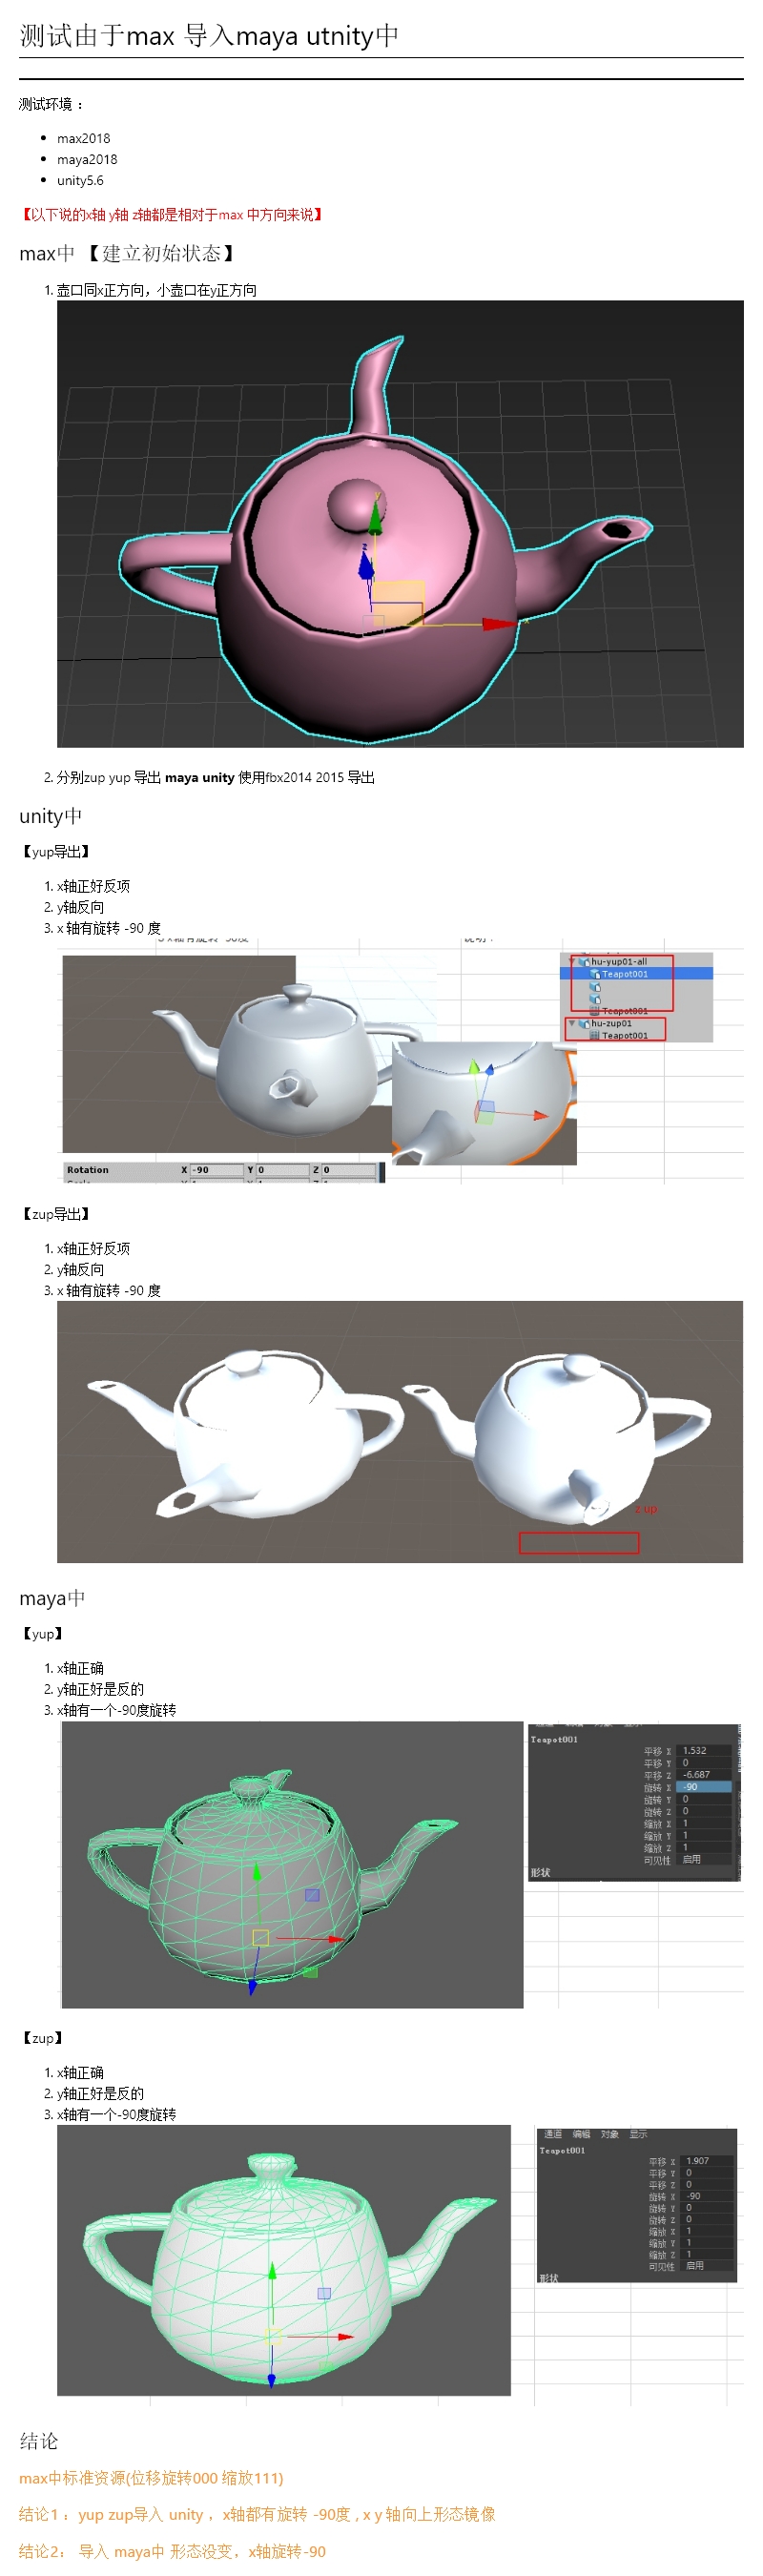 测试由于max 导入maya utnity中
测试环境 :
max2018
maya2018
unity5.6
【以下说的x轴 y轴 z轴都是相对于max 中方向来说】
max中 【建立初始状态】
1. 壶口同x正方向，小壶口在y正方向
y
z
x
2. 分别zup yup 导出 maya unity 使用fbx2014 2015 导出
unity中
【yup导出】
1. x轴正好反项
2. y轴反向
3. x 轴有旋转 -90 度
hu-yup01-all
Teapot001
Teapot001
hu-zup01
Teapot001
Rotation X -90 Y 0 Z 0
【zup导出】
1. x轴正好反项
2. y轴反向
3. x 轴有旋转 -90 度
z-up
maya中
【yup】
1. x轴正确
2. y轴正好是反的
3. x轴有一个-90度旋转
Teapot001
平移 X 1.532
平移 Y 0
平移 Z -6.687
旋转 X -90
旋转 Y 0
旋转 Z 0
缩放 X 1
缩放 Y 1
缩放 Z 1
可见性 启用
形状
【zup】
1. x轴正确
2. y轴正好是反的
3. x轴有一个-90度旋转
通道 编辑 对象 显示
Teapot001
平移 X 1.907
平移 Y 0
平移 Z 0
旋转 X -90
旋转 Y 0
旋转 Z 0
缩放 X 1
缩放 Y 1
缩放 Z 1
可见性 启用
形状
结论
max中标准资源(位移旋转000 缩放111)
结论1 : yup zup导入 unity ，x轴都有旋转 -90度 , x y 轴向上形态镜像
结论2： 导入 maya中 形态没变，x轴旋转-90